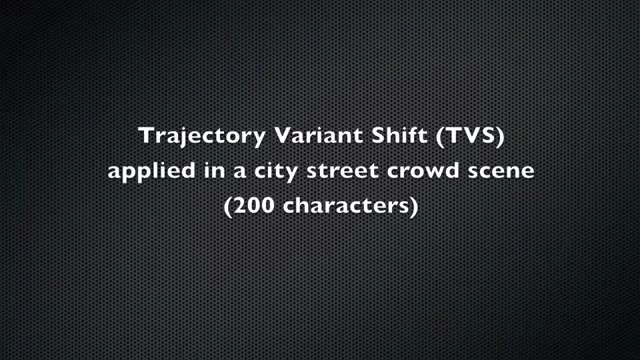 Trajectory Variant Shift (TVS)
applied in a city street crowd scene
(200 characters)